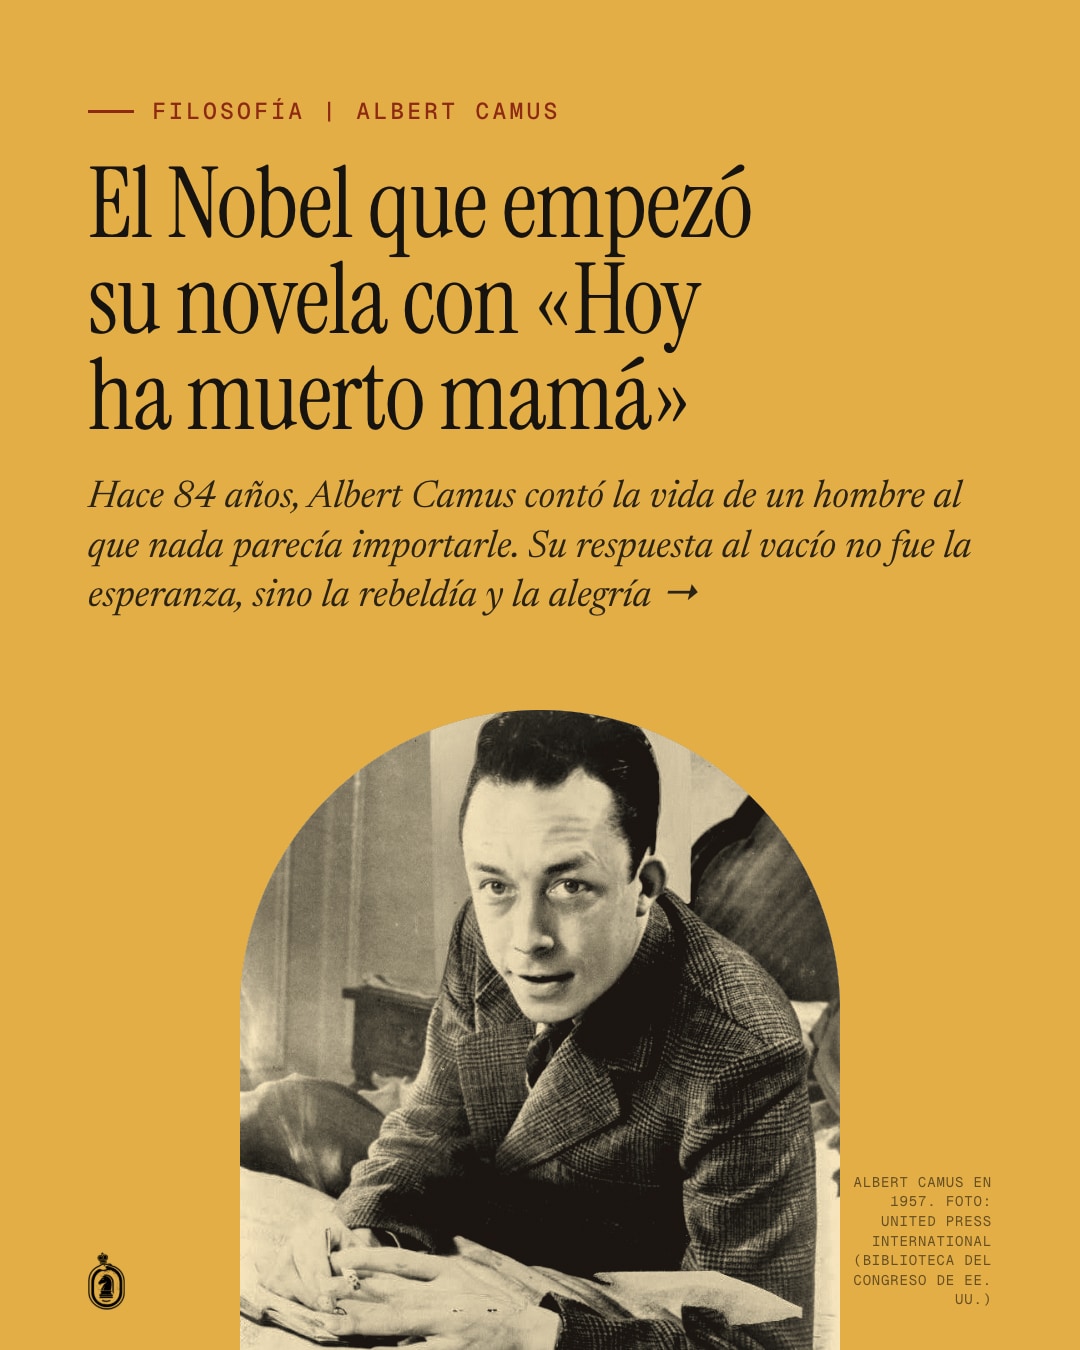 FILOSOFÍA | ALBERT CAMUS
El Nobel que empezó
su novela con «Hoy
ha muerto mamá»
Hace 84 años, Albert Camus contó la vida de un hombre al
que nada parecía importarle. Su respuesta al vacío no fue la
esperanza, sino la rebeldía y la alegría →
ALBERT CAMUS EN
1957. FOTO:
UNITED PRESS
INTERNATIONAL
(BIBLIOTECA DEL
CONGRESO DE EE.
UU.)